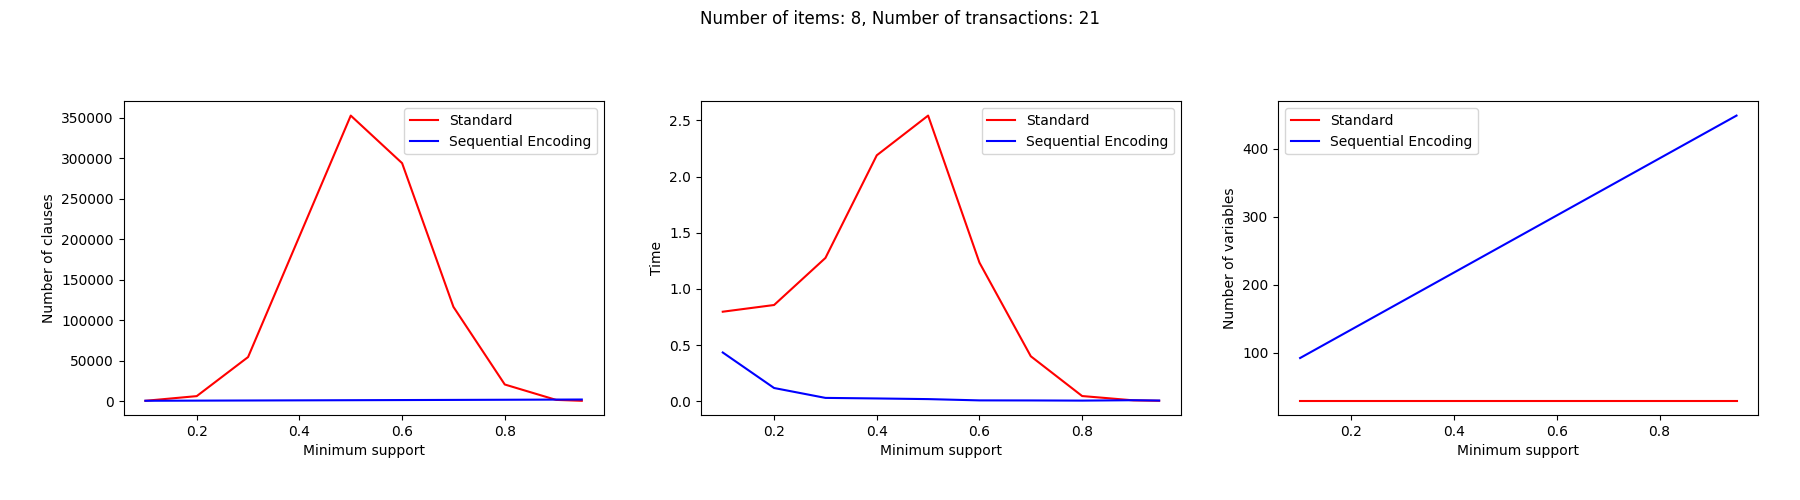 Number of items: 8, Number of transactions: 21
Number of clauses
350000
300000
250000
200000
150000
100000
50000
0
0.2 0.4 0.6 0.8
Minimum support
Standard
Sequential Encoding
Time
2.5
2.0
1.5
1.0
0.5
0.0
0.2 0.4 0.6 0.8
Minimum support
Standard
Sequential Encoding
Number of variables
400
300
200
100
0.2 0.4 0.6 0.8
Minimum support
Standard
Sequential Encoding